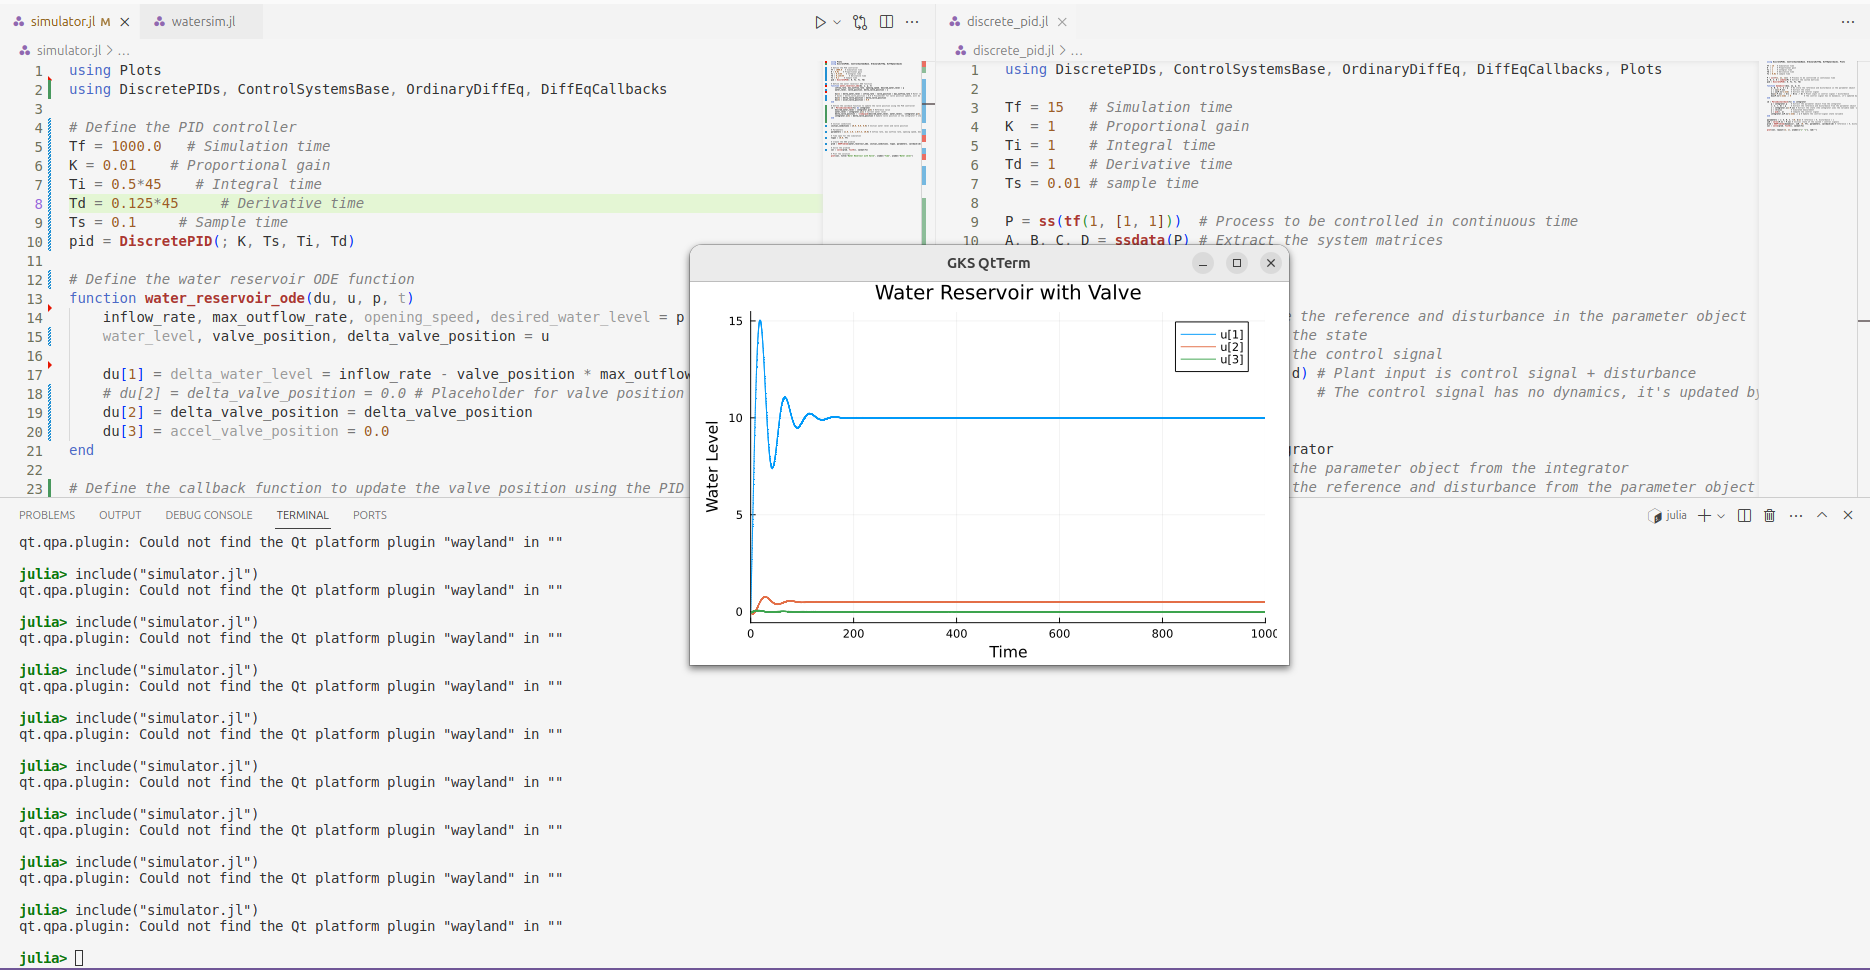 simulator.jl M
watersim.jl
simulator.jl > ...
1 using Plots
2 using DiscretePIDs, ControlSystemsBase, OrdinaryDiffEq, DiffEqCallbacks
3
4 # Define the PID controller
5 Tf = 1000.0 # Simulation time
6 K = 0.01 # Proportional gain
7 Ti = 0.5*45 # Integral time
8 Td = 0.125*45 # Derivative time
9 Ts = 0.1 # Sample time
10 pid = DiscretePID(; K, Ts, Ti, Td)
11
12 # Define the water reservoir ODE function
13 function water_reservoir_ode(du, u, p, t)
14 inflow_rate, max_outflow_rate, opening_speed, desired_water_level = p
15 water_level, valve_position, delta_valve_position = u
16
17 du[1] = delta_water_level = inflow_rate - valve_position * max_outflow
18 # du[2] = delta_valve_position = 0.0 # Placeholder for valve position
19 du[2] = delta_valve_position = delta_valve_position
20 du[3] = accel_valve_position = 0.0
21 end
22
23 # Define the callback function to update the valve position using the PID
discrete_pid.jl
discrete_pid.jl > ...
1 using DiscretePIDs, ControlSystemsBase, OrdinaryDiffEq, DiffEqCallbacks, Plots
2
3 Tf = 15 # Simulation time
4 K = 1 # Proportional gain
5 Ti = 1 # Integral time
6 Td = 1 # Derivative time
7 Ts = 0.01 # sample time
8
9 P = ss(tf(1, [1, 1])) # Process to be controlled in continuous time
10 A, B, C, D = ssdata(P) # Extract the system matrices
the reference and disturbance in the parameter object
the state
the control signal
d) # Plant input is control signal + disturbance
# The control signal has no dynamics, it's updated by
grator
the parameter object from the integrator
the reference and disturbance from the parameter object
GKS QtTerm
Water Reservoir with Valve
15
10
5
0
Water Level
u[1]
u[2]
u[3]
0 200 400 600 800 1000
Time
PROBLEMS OUTPUT DEBUG CONSOLE TERMINAL PORTS
julia
qt.qpa.plugin: Could not find the Qt platform plugin "wayland" in ""
julia> include("simulator.jl")
qt.qpa.plugin: Could not find the Qt platform plugin "wayland" in ""
julia> include("simulator.jl")
qt.qpa.plugin: Could not find the Qt platform plugin "wayland" in ""
julia> include("simulator.jl")
qt.qpa.plugin: Could not find the Qt platform plugin "wayland" in ""
julia> include("simulator.jl")
qt.qpa.plugin: Could not find the Qt platform plugin "wayland" in ""
julia> include("simulator.jl")
qt.qpa.plugin: Could not find the Qt platform plugin "wayland" in ""
julia> include("simulator.jl")
qt.qpa.plugin: Could not find the Qt platform plugin "wayland" in ""
julia> include("simulator.jl")
qt.qpa.plugin: Could not find the Qt platform plugin "wayland" in ""
julia> include("simulator.jl")
qt.qpa.plugin: Could not find the Qt platform plugin "wayland" in ""
julia>